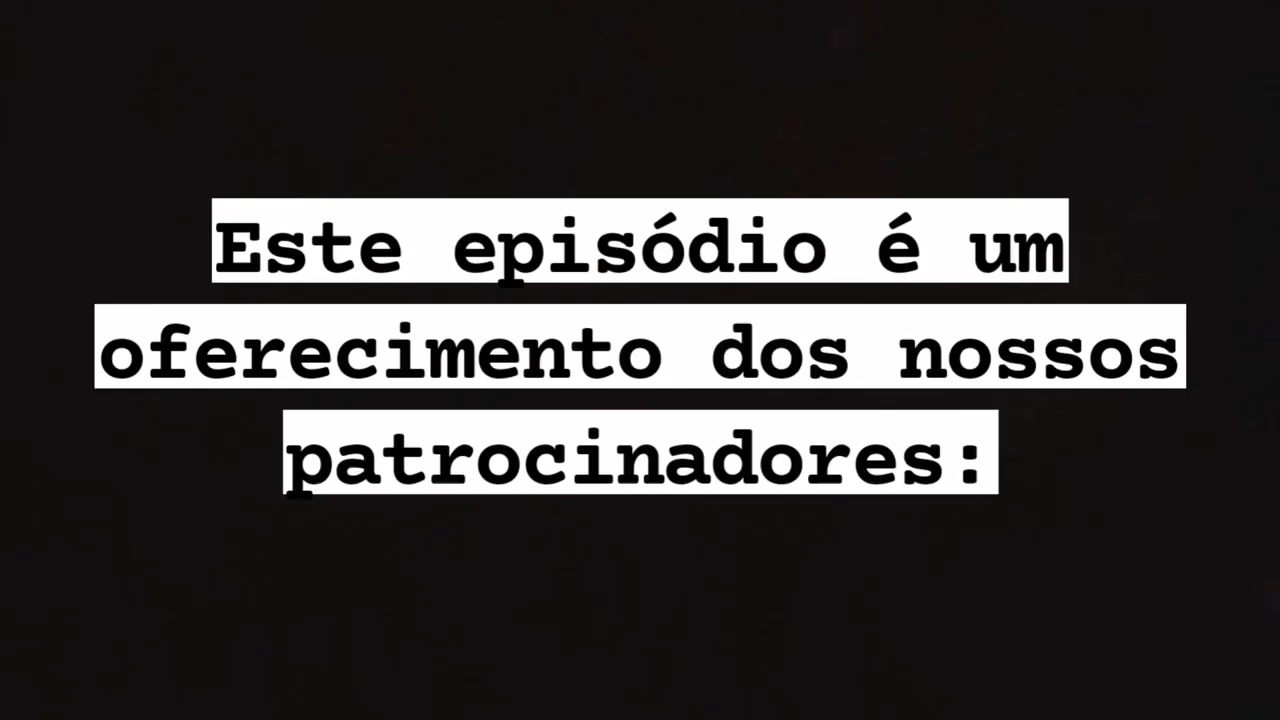 Este episódio é um
oferecimento dos nossos
patrocinadores: